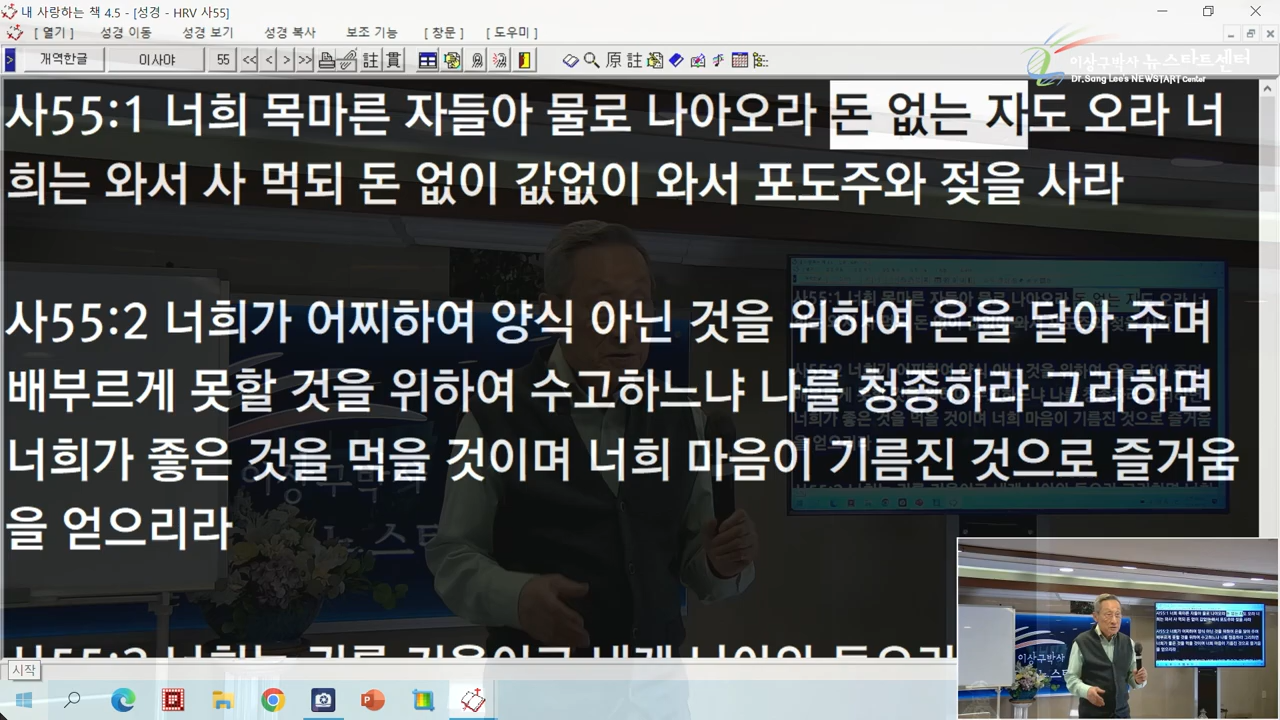 내 사랑하는 책 4.5 - [성경 - HRV 사55]
[ 열기 ] 성경 이동 성경 보기 성경 복사 보조 기능 [ 창문 ] [ 도우미 ]
> 개역한글 이사야 55 << < > >> 註 貫 原 註
이상구박사 뉴스타트센터
Dr.Sang Lee's NEWSTART Center
사55:1 너희 목마른 자들아 물로 나아오라 돈 없는 자도 오라 너
희는 와서 사 먹되 돈 없이 값없이 와서 포도주와 젖을 사라
사55:2 너희가 어찌하여 양식 아닌 것을 위하여 은을 달아 주며
배부르게 못할 것을 위하여 수고하느냐 나를 청종하라 그리하면
너희가 좋은 것을 먹을 것이며 너희 마음이 기름진 것으로 즐거움
을 얻으리라
시작
이상구박사